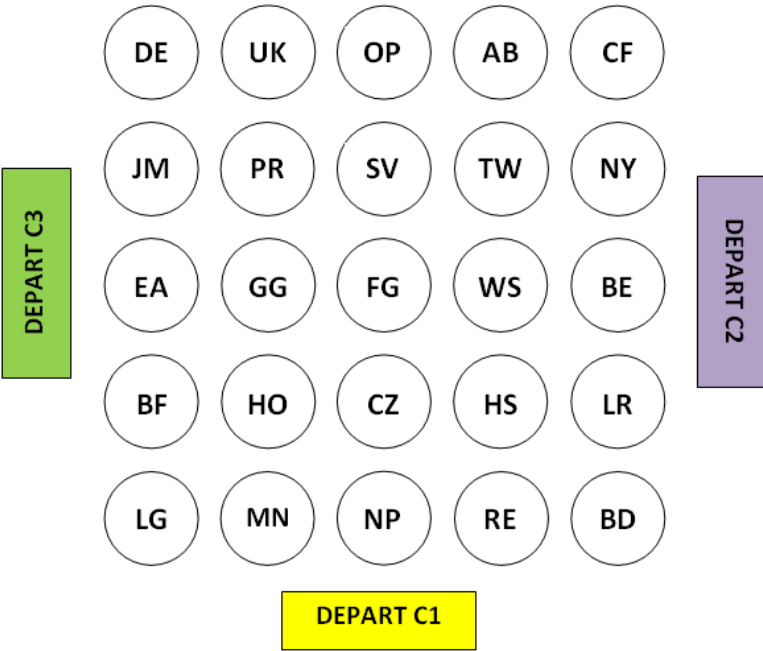 DE UK OP AB CF
JM PR SV TW NY
DEPART C3
DEPART C2
EA GG FG WS BE
BF HO CZ HS LR
LG MN NP RE BD
DEPART C1